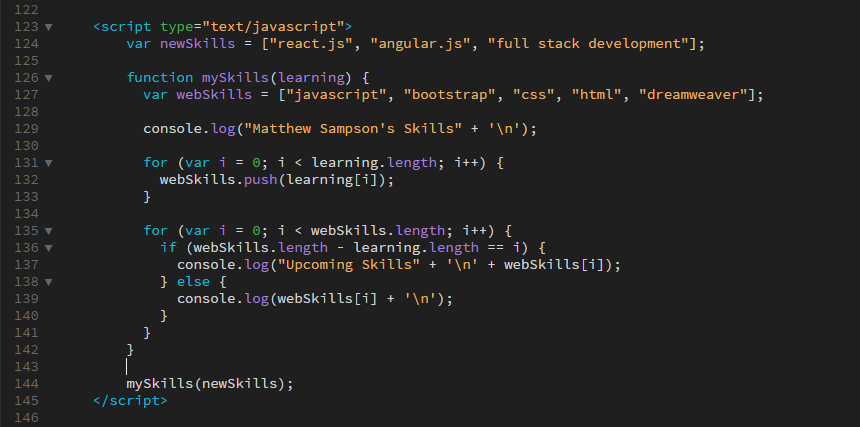 122
123 ▼ <script type="text/javascript">
124 var newSkills = ["react.js", "angular.js", "full stack development"];
125
126 ▼ function mySkills(learning) {
127 var webSkills = ["javascript", "bootstrap", "css", "html", "dreamweaver"];
128
129 console.log("Matthew Sampson's Skills" + '\n');
130
131 ▼ for (var i = 0; i < learning.length; i++) {
132 webSkills.push(learning[i]);
133 }
134
135 ▼ for (var i = 0; i < webSkills.length; i++) {
136 ▼ if (webSkills.length - learning.length == i) {
137 console.log("Upcoming Skills" + '\n' + webSkills[i]);
138 ▼ } else {
139 console.log(webSkills[i] + '\n');
140 }
141 }
142 }
143
144 mySkills(newSkills);
145 </script>
146